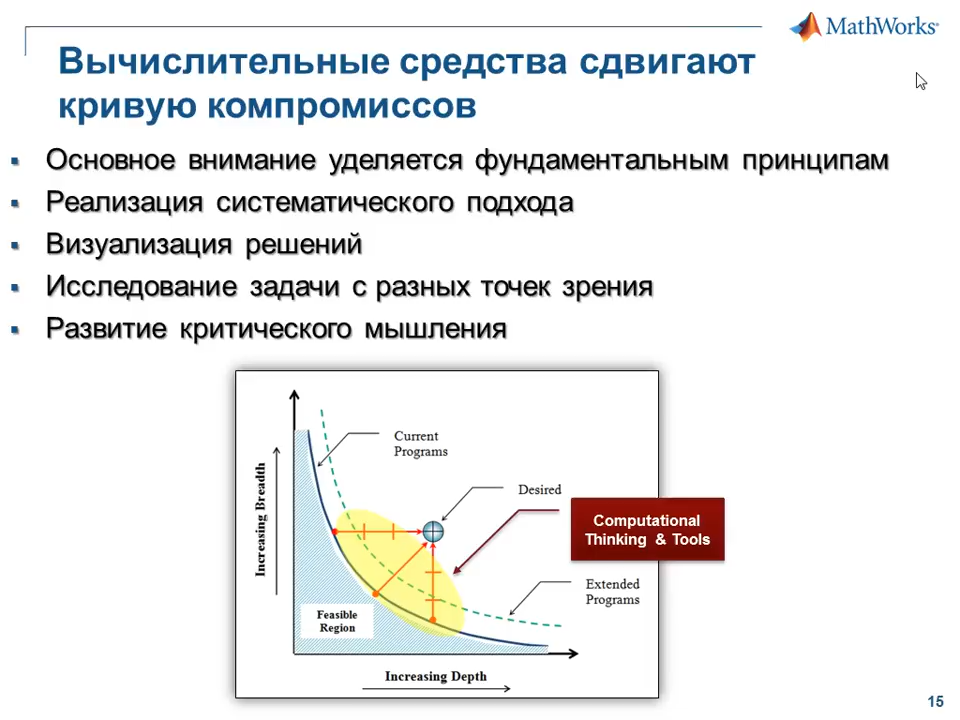 MathWorks®
Вычислительные средства сдвигают
кривую компромиссов
Основное внимание уделяется фундаментальным принципам
Реализация систематического подхода
Визуализация решений
Исследование задачи с разных точек зрения
Развитие критического мышления
Current
Programs
Desired
Computational
Thinking & Tools
Extended
Programs
Increasing Breadth
Feasible
Region
Increasing Depth
15